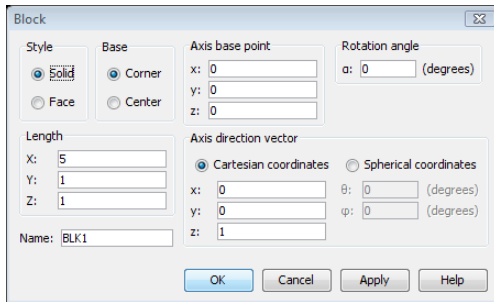 Block
Style
Solid
Face
Base
Corner
Center
Axis base point
x: 0
y: 0
z: 0
Rotation angle
α: 0 (degrees)
Length
X: 5
Y: 1
Z: 1
Axis direction vector
Cartesian coordinates Spherical coordinates
x: 0 θ: 0 (degrees)
y: 0 φ: 0 (degrees)
z: 1
Name: BLK1
OK Cancel Apply Help